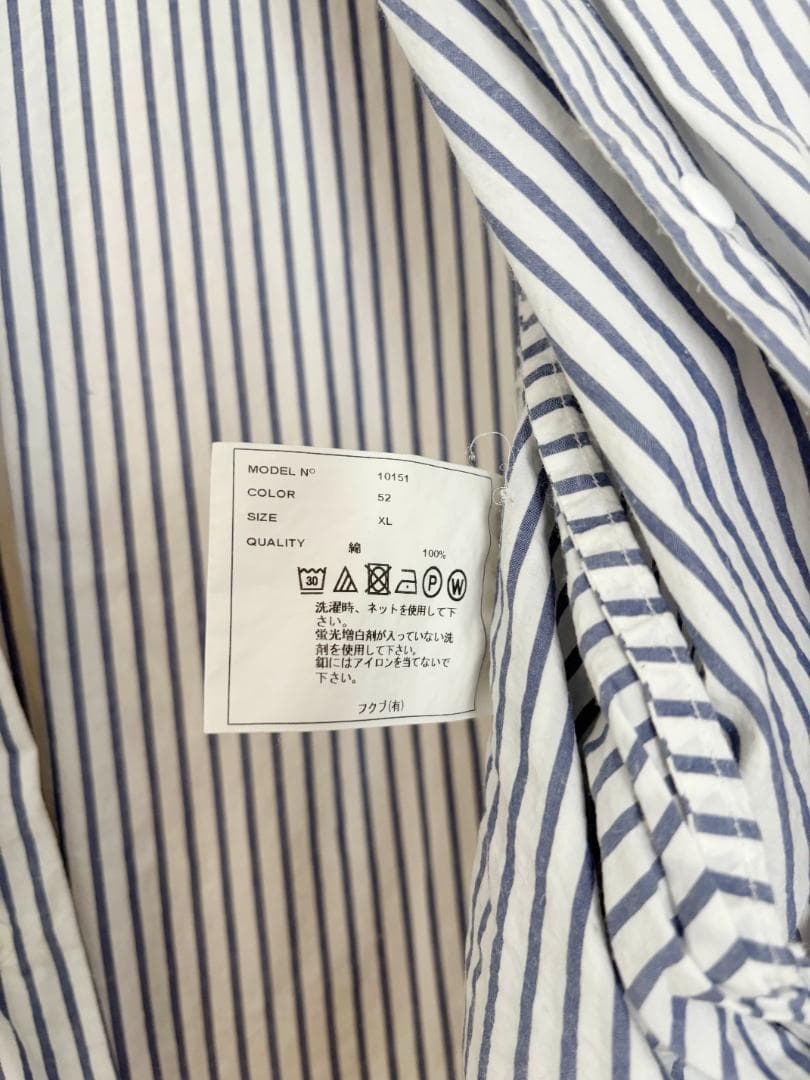 MODEL Nº 10151
COLOR 52
SIZE XL
QUALITY 綿 100%
30 P W
洗濯時、ネットを使用して下
さい。
蛍光増白剤が入っていない洗
剤を使用して下さい。
釦にはアイロンを当てないで
下さい。
フクブ(有)